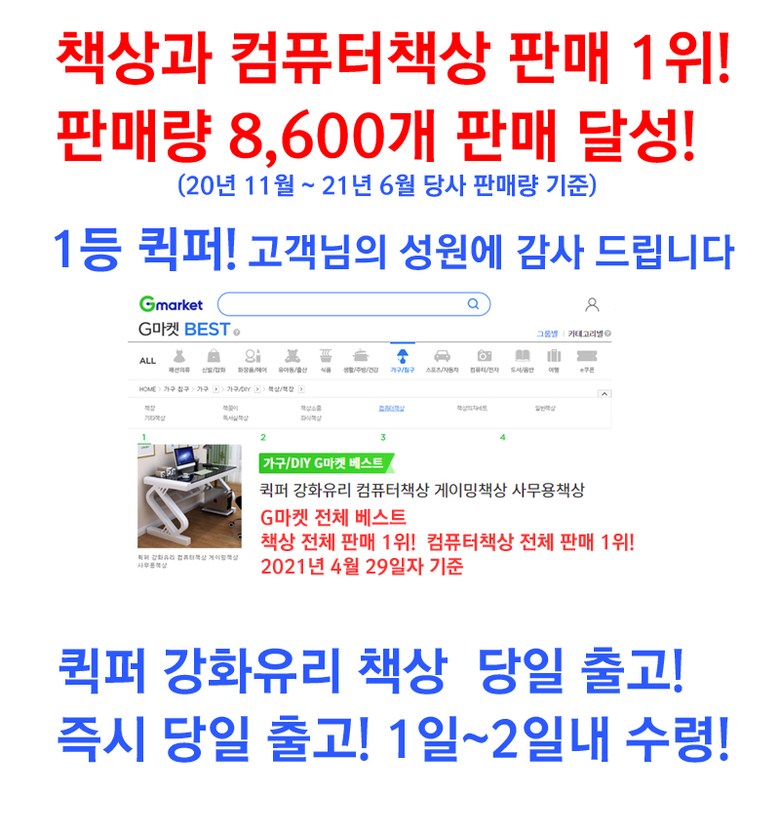 책상과 컴퓨터책상 판매 1위!
판매량 8,600개 판매 달성!
(20년 11월 ~ 21년 6월 당사 판매량 기준)
1등 퀵퍼! 고객님의 성원에 감사 드립니다
Gmarket
G마켓 BEST
그룹별 카테고리별
ALL 패션의류 신발/잡화 화장품/헤어 유아동/출산 식품 생활/주방/건강 가구/침구 스포츠/자동차 컴퓨터/전자 도서/음반 여행 e쿠폰
HOME 가구 침구 가구 가구/DIY 책상/책장
책장 책꽂이 책상소품 컴퓨터책상 책상의자세트 일반책상
기타책상 독서실책상 좌식책상
1 2 3 4
가구/DIY G마켓 베스트
퀵퍼 강화유리 컴퓨터책상 게이밍책상 사무용책상
G마켓 전체 베스트
책상 전체 판매 1위! 컴퓨터책상 전체 판매 1위!
2021년 4월 29일자 기준
퀵퍼 강화유리 컴퓨터책상 게이밍책상
사무용책상
퀵퍼 강화유리 책상 당일 출고!
즉시 당일 출고! 1일~2일내 수령!